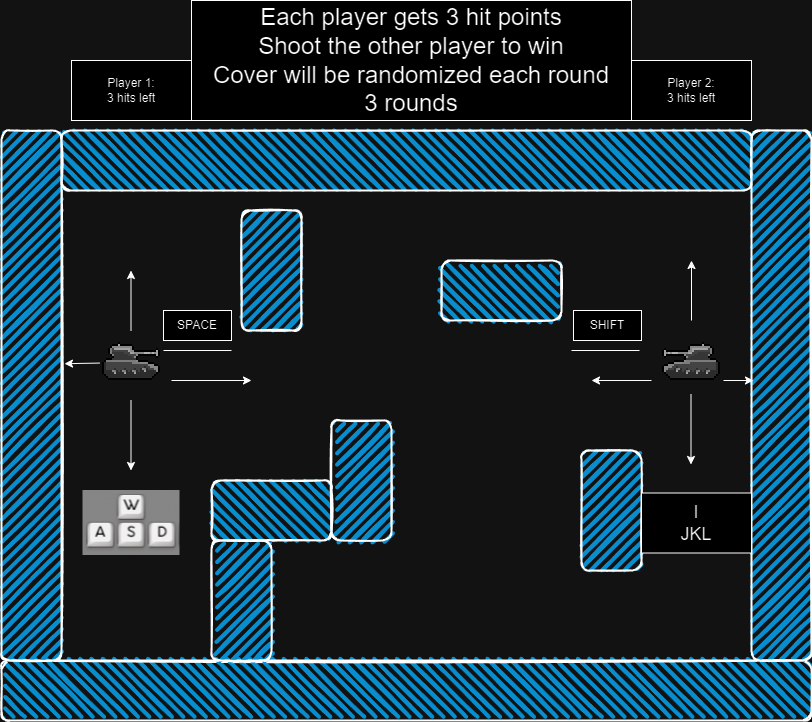 Each player gets 3 hit points
Shoot the other player to win
Cover will be randomized each round
3 rounds
Player 1:
3 hits left
Player 2:
3 hits left
SPACE
SHIFT
W
A S D
I
JKL